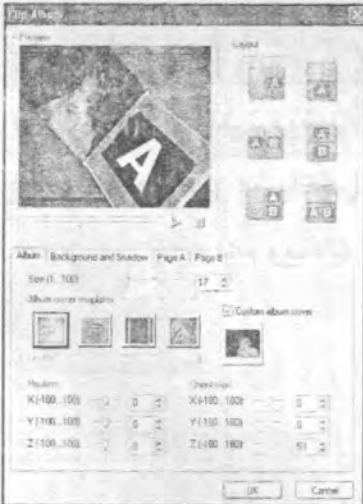 Flip Album
Preview
Layout
A
A
A
A B
A
B
A
B
A B
Album Background and Shadow Page A Page B
Size (1..100) 17
Album cover
Custom album cover
Position Orientation
X (-100..100) 0 X (-180..180) 0
Y (-100..100) 0 Y (-180..180) 0
Z (-100..100) 0 Z (-180..180)
OK Cancel